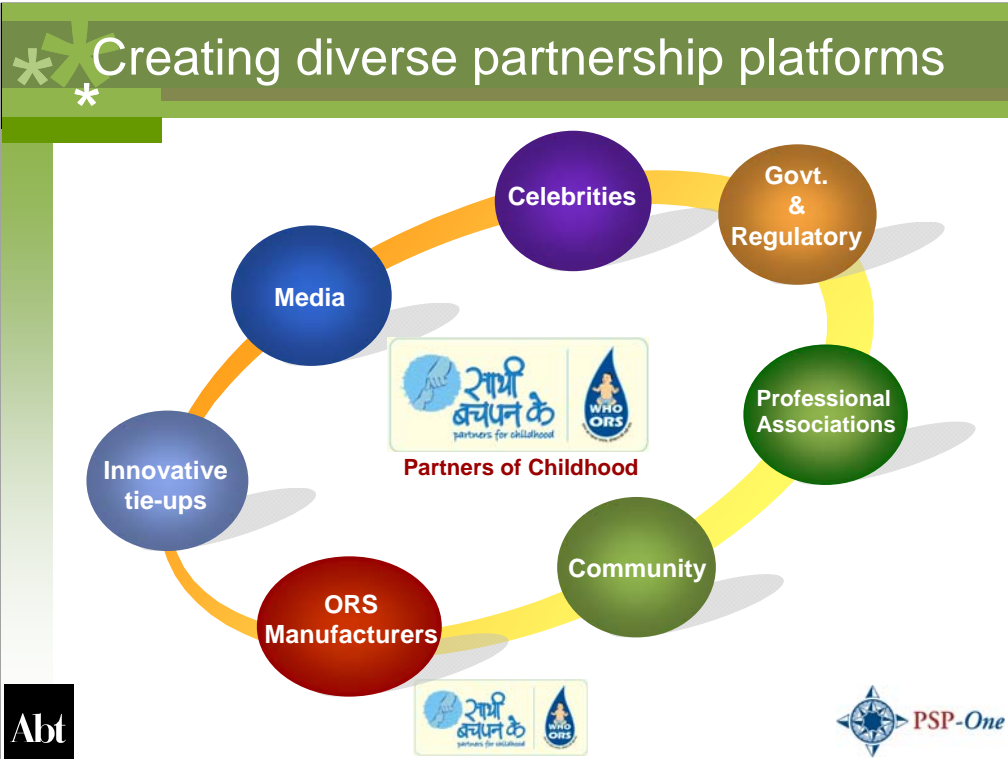 Creating diverse partnership platforms
Celebrities
Govt.
&
Regulatory
Media
साथी
बचपन के
partners for childhood
WHO
ORS
Partners of Childhood
Professional
Associations
Innovative
tie-ups
Community
ORS
Manufacturers
साथी
बचपन के
partners for childhood
WHO
ORS
Abt
PSP-One